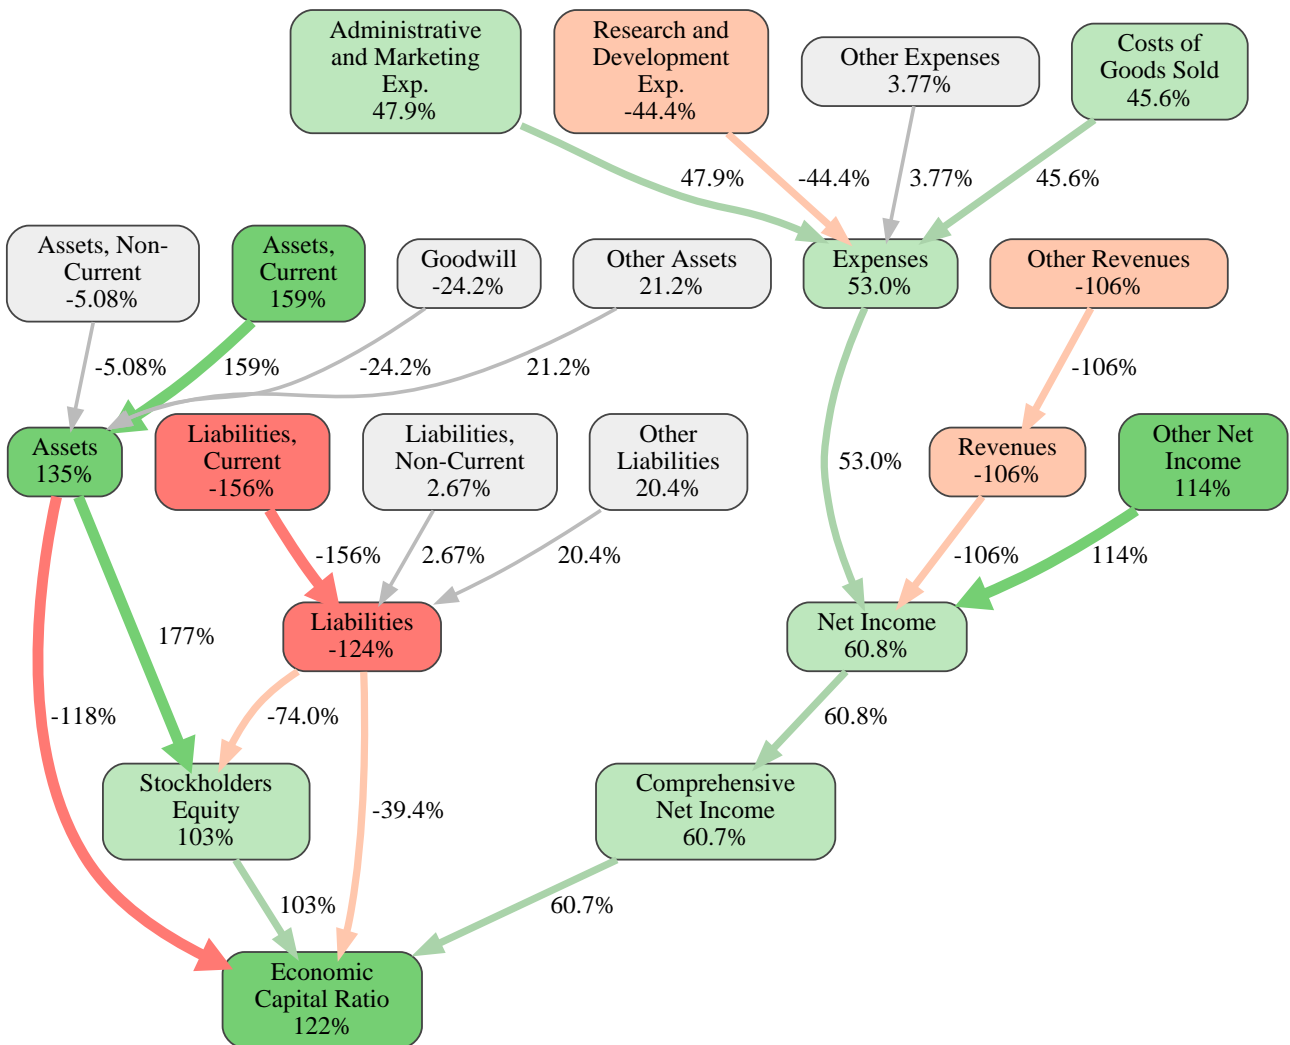 Administrative
and Marketing
Exp.
47.9%
Research and
Development
Exp.
-44.4%
Other Expenses
3.77%
Costs of
Goods Sold
45.6%
47.9%
-44.4%
3.77%
45.6%
Assets, Non-
Current
-5.08%
Assets,
Current
159%
Goodwill
-24.2%
Other Assets
21.2%
Expenses
53.0%
Other Revenues
-106%
-5.08%
159%
-24.2%
21.2%
-106%
Assets
135%
Liabilities,
Current
-156%
Liabilities,
Non-Current
2.67%
Other
Liabilities
20.4%
53.0%
Revenues
-106%
Other Net
Income
114%
-156%
2.67%
20.4%
-106%
114%
177%
Liabilities
-124%
Net Income
60.8%
-118%
-74.0%
60.8%
Stockholders
Equity
103%
-39.4%
Comprehensive
Net Income
60.7%
103%
60.7%
Economic
Capital Ratio
122%